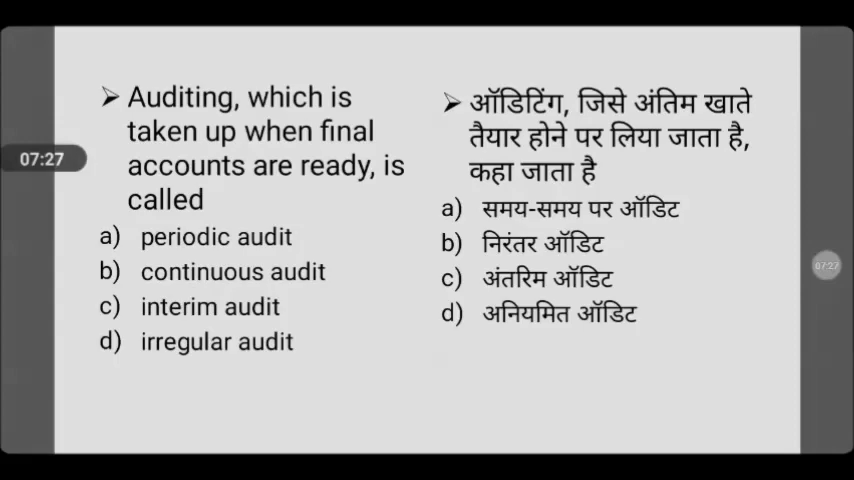 ➢ Auditing, which is
taken up when final
accounts are ready, is
called
a) periodic audit
b) continuous audit
c) interim audit
d) irregular audit
➢ ऑडिटिंग, जिसे अंतिम खाते
तैयार होने पर लिया जाता है,
कहा जाता है
a) समय-समय पर ऑडिट
b) निरंतर ऑडिट
c) अंतरिम ऑडिट
d) अनियमित ऑडिट
07:27
07:27